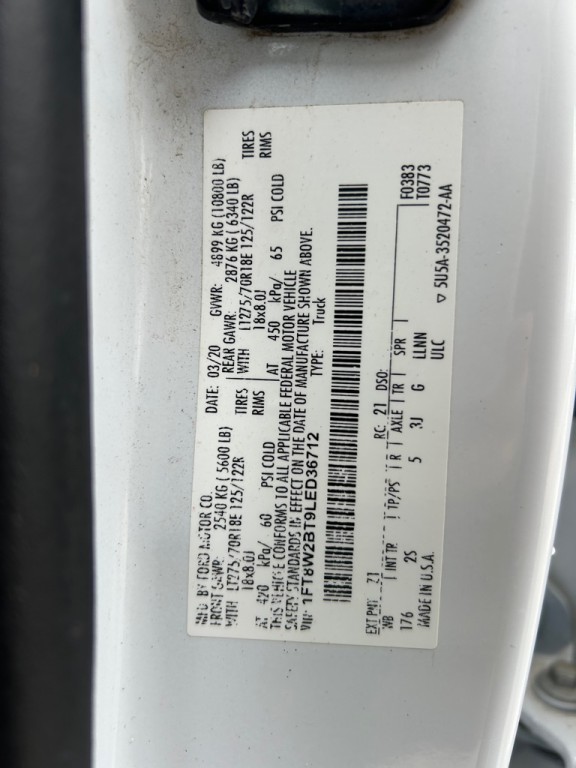 MFD BY FORD MOTOR CO. DATE: 03/20 GVWR: 4899 KG (10800 LB)
FRONT GAWR: 2540 KG (5600 LB) REAR GAWR: 2876 KG (6340 LB)
WITH LT275/70R18E 125/122R TIRES WITH LT275/70R18E 125/122R TIRES
18x8.0J RIMS 18x8.0J RIMS
AT 420 kPa/ 60 PSI COLD AT 450 kPa/ 65 PSI COLD
THIS VEHICLE CONFORMS TO ALL APPLICABLE FEDERAL MOTOR VEHICLE
SAFETY STANDARDS IN EFFECT ON THE DATE OF MANUFACTURE SHOWN ABOVE.
VIN: 1FT8W2BT9LED36712 TYPE: Truck
EXT PNT: Z1 RC: 21 DSO: F0383
WB INT TR TP/PS R AXLE TR SPR T0773
176 2S 5 3J G LLNN
MADE IN U.S.A. ULC
▽ 5U5A-3520472-AA